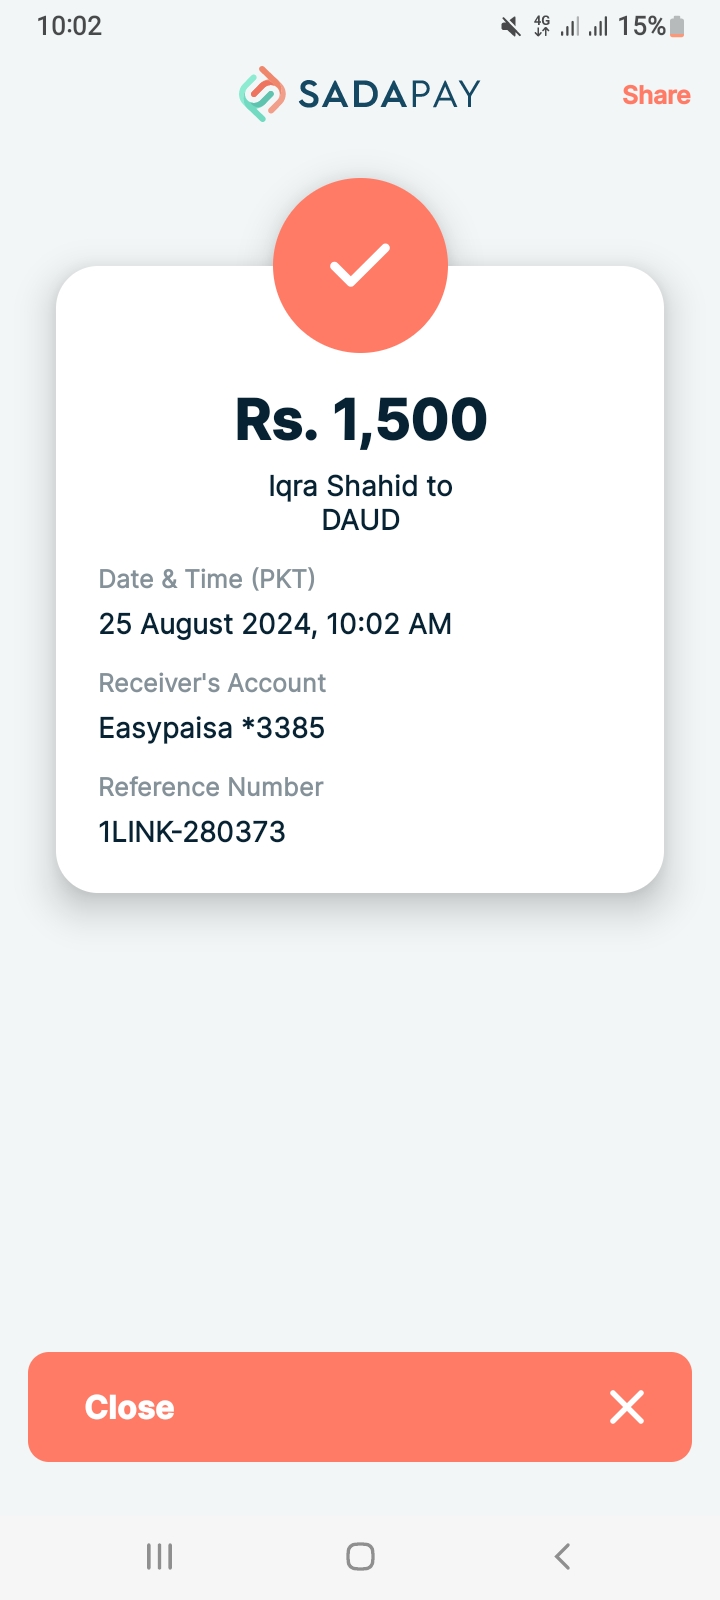 10:02
4G
15%
SADAPAY
Share
Rs. 1,500
Iqra Shahid to
DAUD
Date & Time (PKT)
25 August 2024, 10:02 AM
Receiver's Account
Easypaisa *3385
Reference Number
1LINK-280373
Close